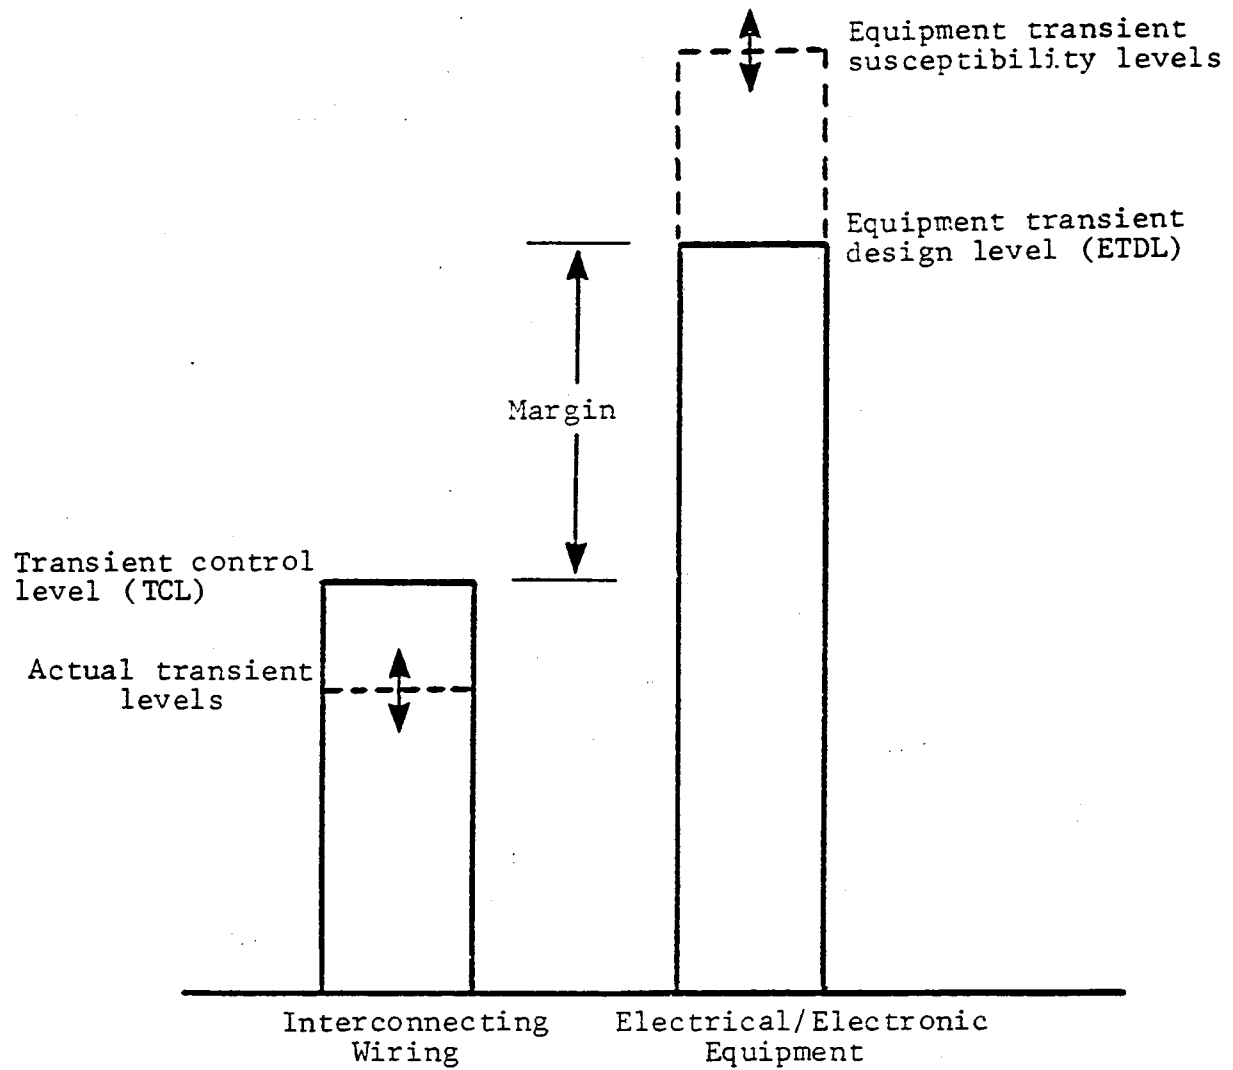 Equipment transient
susceptibility levels
Equipment transient
design level (ETDL)
Margin
Transient control
level (TCL)
Actual transient
levels
Interconnecting
Wiring
Electrical/Electronic
Equipment